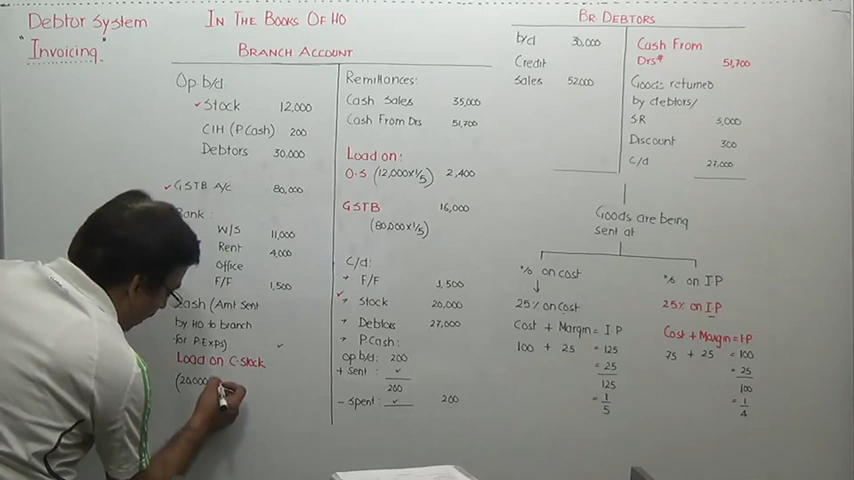 Debtor System
"Invoicing"
In The Books Of HO
Branch Account
Op b/d
✓Stock 12,000
CIH (P.Cash) 200
Debtors 30,000
✓GSTB A/c 80,000
Bank:
W/S 11,000
Rent 4,000
Office
F/F 1,500
Cash (Amt Sent
by HO to branch
for P.Exps) ✓
Load on C-Stock
(20,000
Remittances:
Cash Sales 35,000
Cash From Drs 51,700
Load on:
O.S (12,000x1/5) 2,400
GSTB 16,000
(80,000x1/5)
C/d:
F/F
✓
Stock 20,000
Debtors 27,000
P.Cash:
op b/d: 200
+ Sent: ✓
200
- Spent: ✓ 200
Br Debtors
b/d 30,000
Credit
Sales 52,000
Cash From
Drs* 51,700
Goods returned
by debtors/
SR 3,000
Discount 300
C/d 27,000
Goods are being
sent at
% on cost
25% on Cost
Cost + Margin = I.P
100 + 25 = 125
= 25
125
= 1
5
% on I.P
25% on I.P
Cost + Margin = I.P
75 + 25 = 100
= 25
100
= 1
4